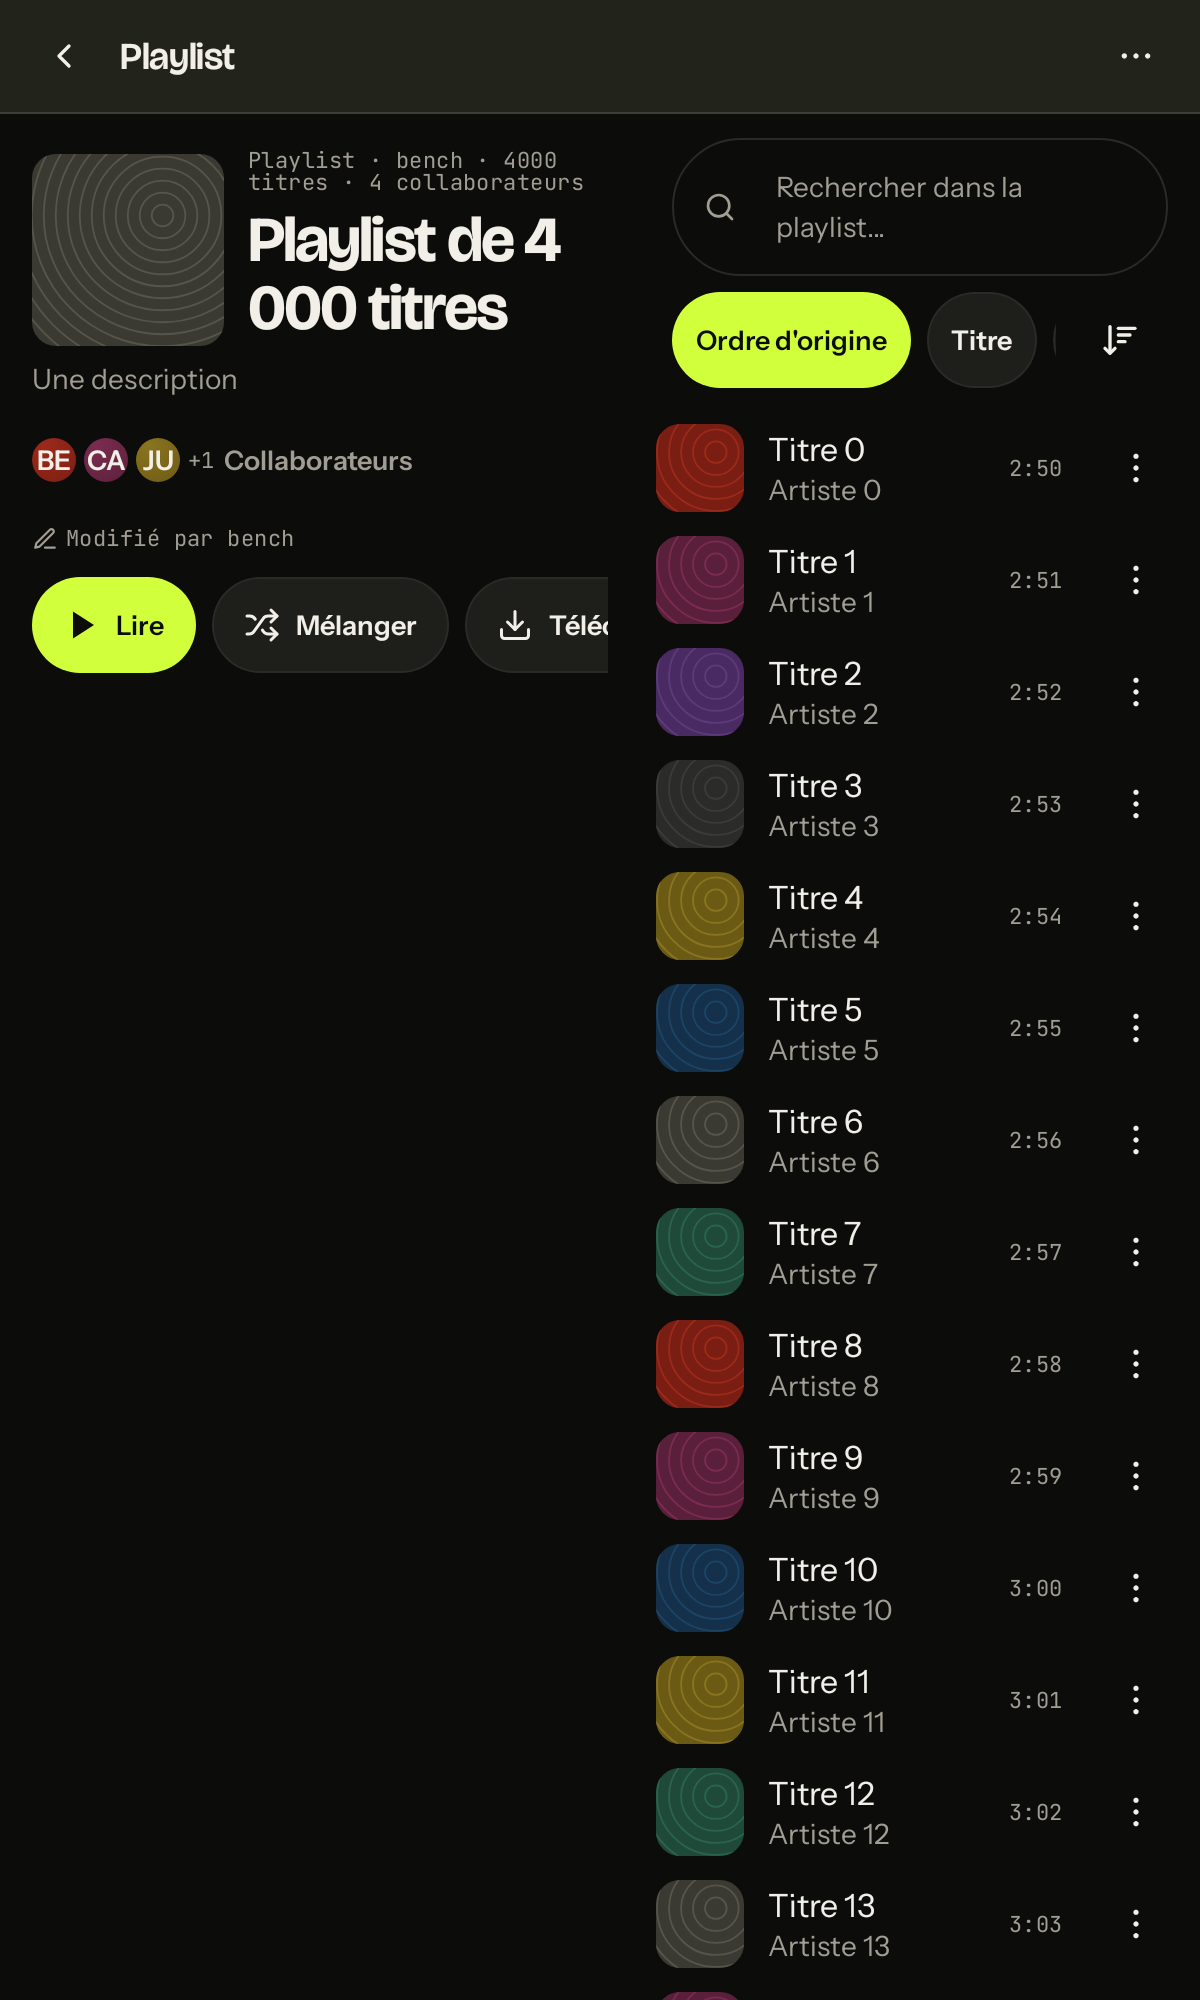 Playlist
Playlist · bench · 4000
titres · 4 collaborateurs
Playlist de 4
000 titres
Une description
BE CA JU +1 Collaborateurs
Modifié par bench
Lire
Mélanger
Téléc
Rechercher dans la
playlist...
Ordre d'origine
Titre
Titre 0
Artiste 0
2:50
Titre 1
Artiste 1
2:51
Titre 2
Artiste 2
2:52
Titre 3
Artiste 3
2:53
Titre 4
Artiste 4
2:54
Titre 5
Artiste 5
2:55
Titre 6
Artiste 6
2:56
Titre 7
Artiste 7
2:57
Titre 8
Artiste 8
2:58
Titre 9
Artiste 9
2:59
Titre 10
Artiste 10
3:00
Titre 11
Artiste 11
3:01
Titre 12
Artiste 12
3:02
Titre 13
Artiste 13
3:03